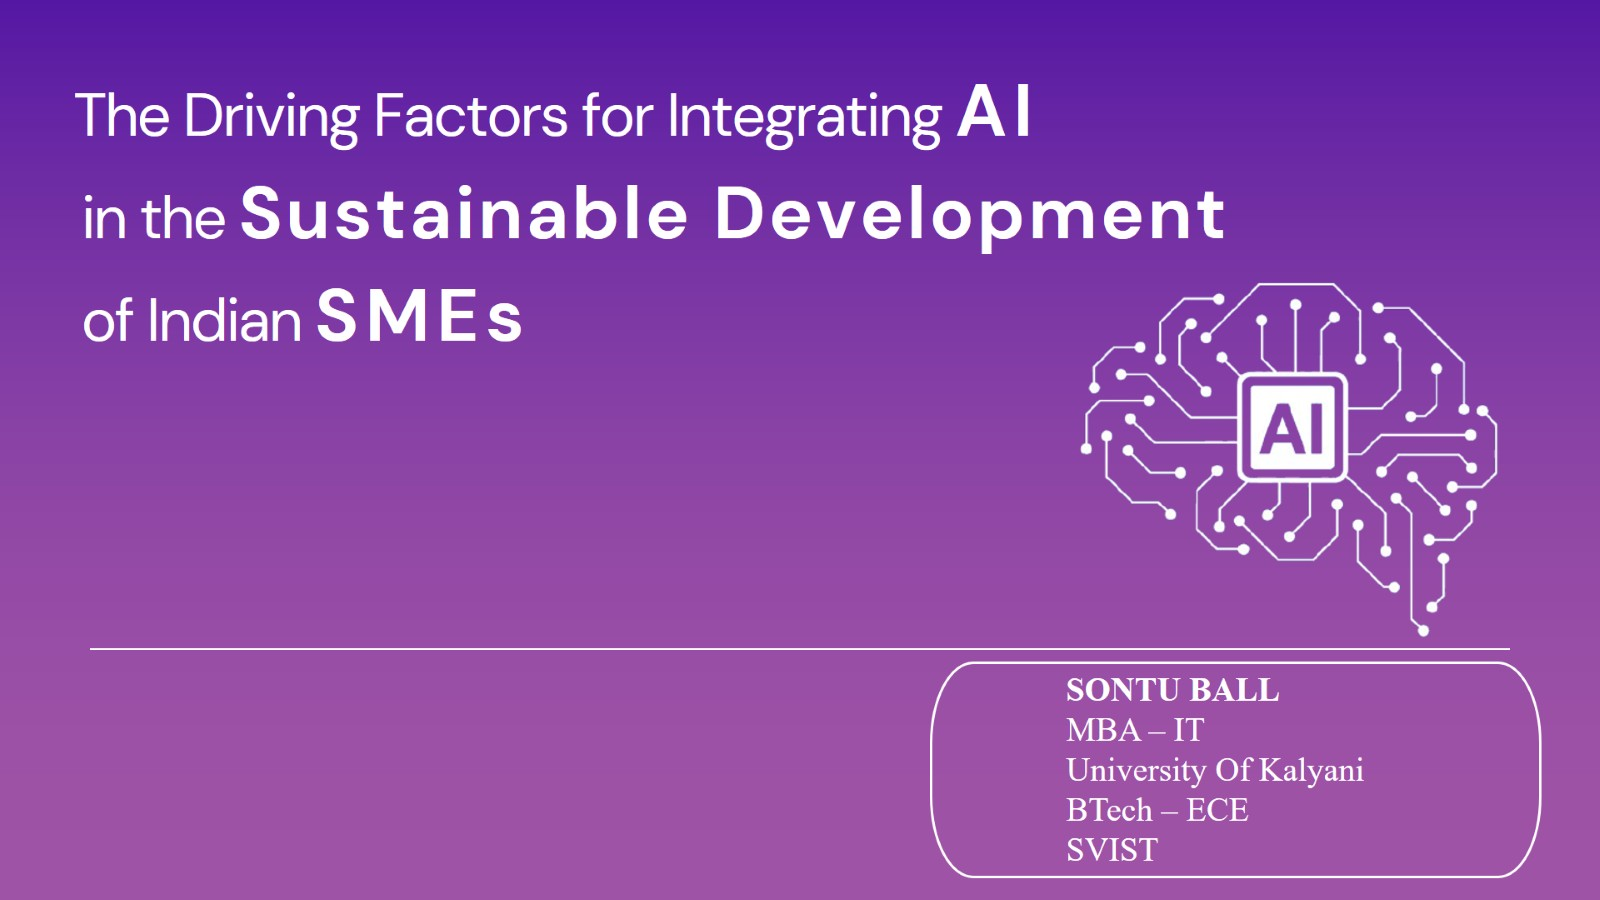 The Driving Factors for Integrating AI
in the Sustainable Development
of Indian SMEs
AI
SONTU BALL
MBA – IT
University Of Kalyani
BTech – ECE
SVIST